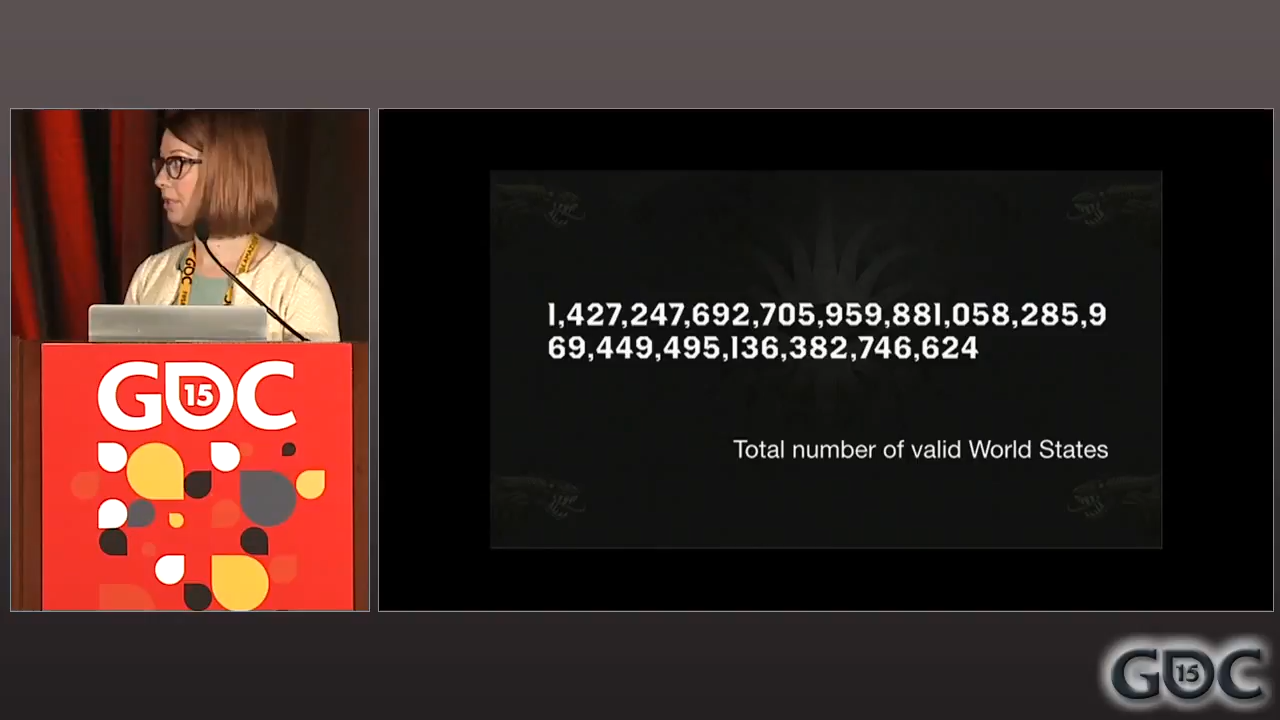 1,427,247,692,705,959,881,058,285,9
69,449,495,136,382,746,624
Total number of valid World States
GDC
GDC 15
GDC 15